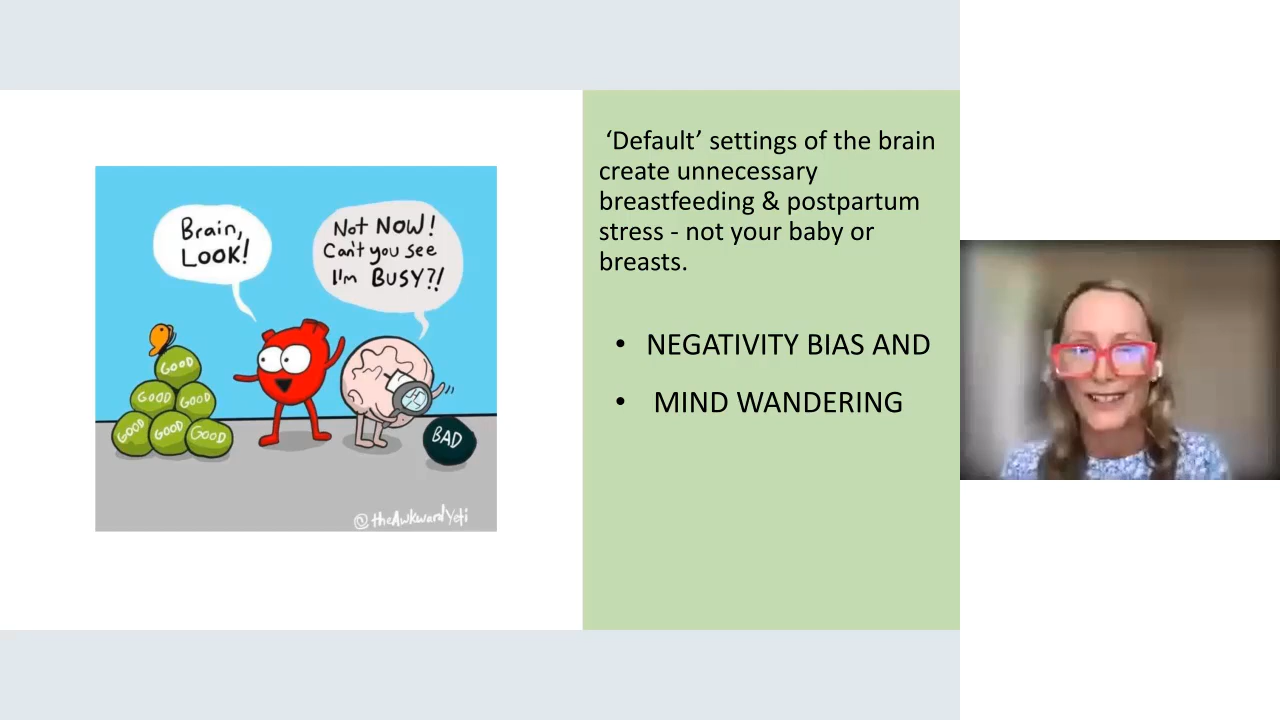 Brain,
LOOK!
Not NOW!
Can't you see
I'm BUSY?!
GOOD
GOOD
GOOD
GOOD
GOOD
GOOD
BAD
@theAwkwardYeti
‘Default’ settings of the brain
create unnecessary
breastfeeding & postpartum
stress - not your baby or
breasts.
• NEGATIVITY BIAS AND
• MIND WANDERING